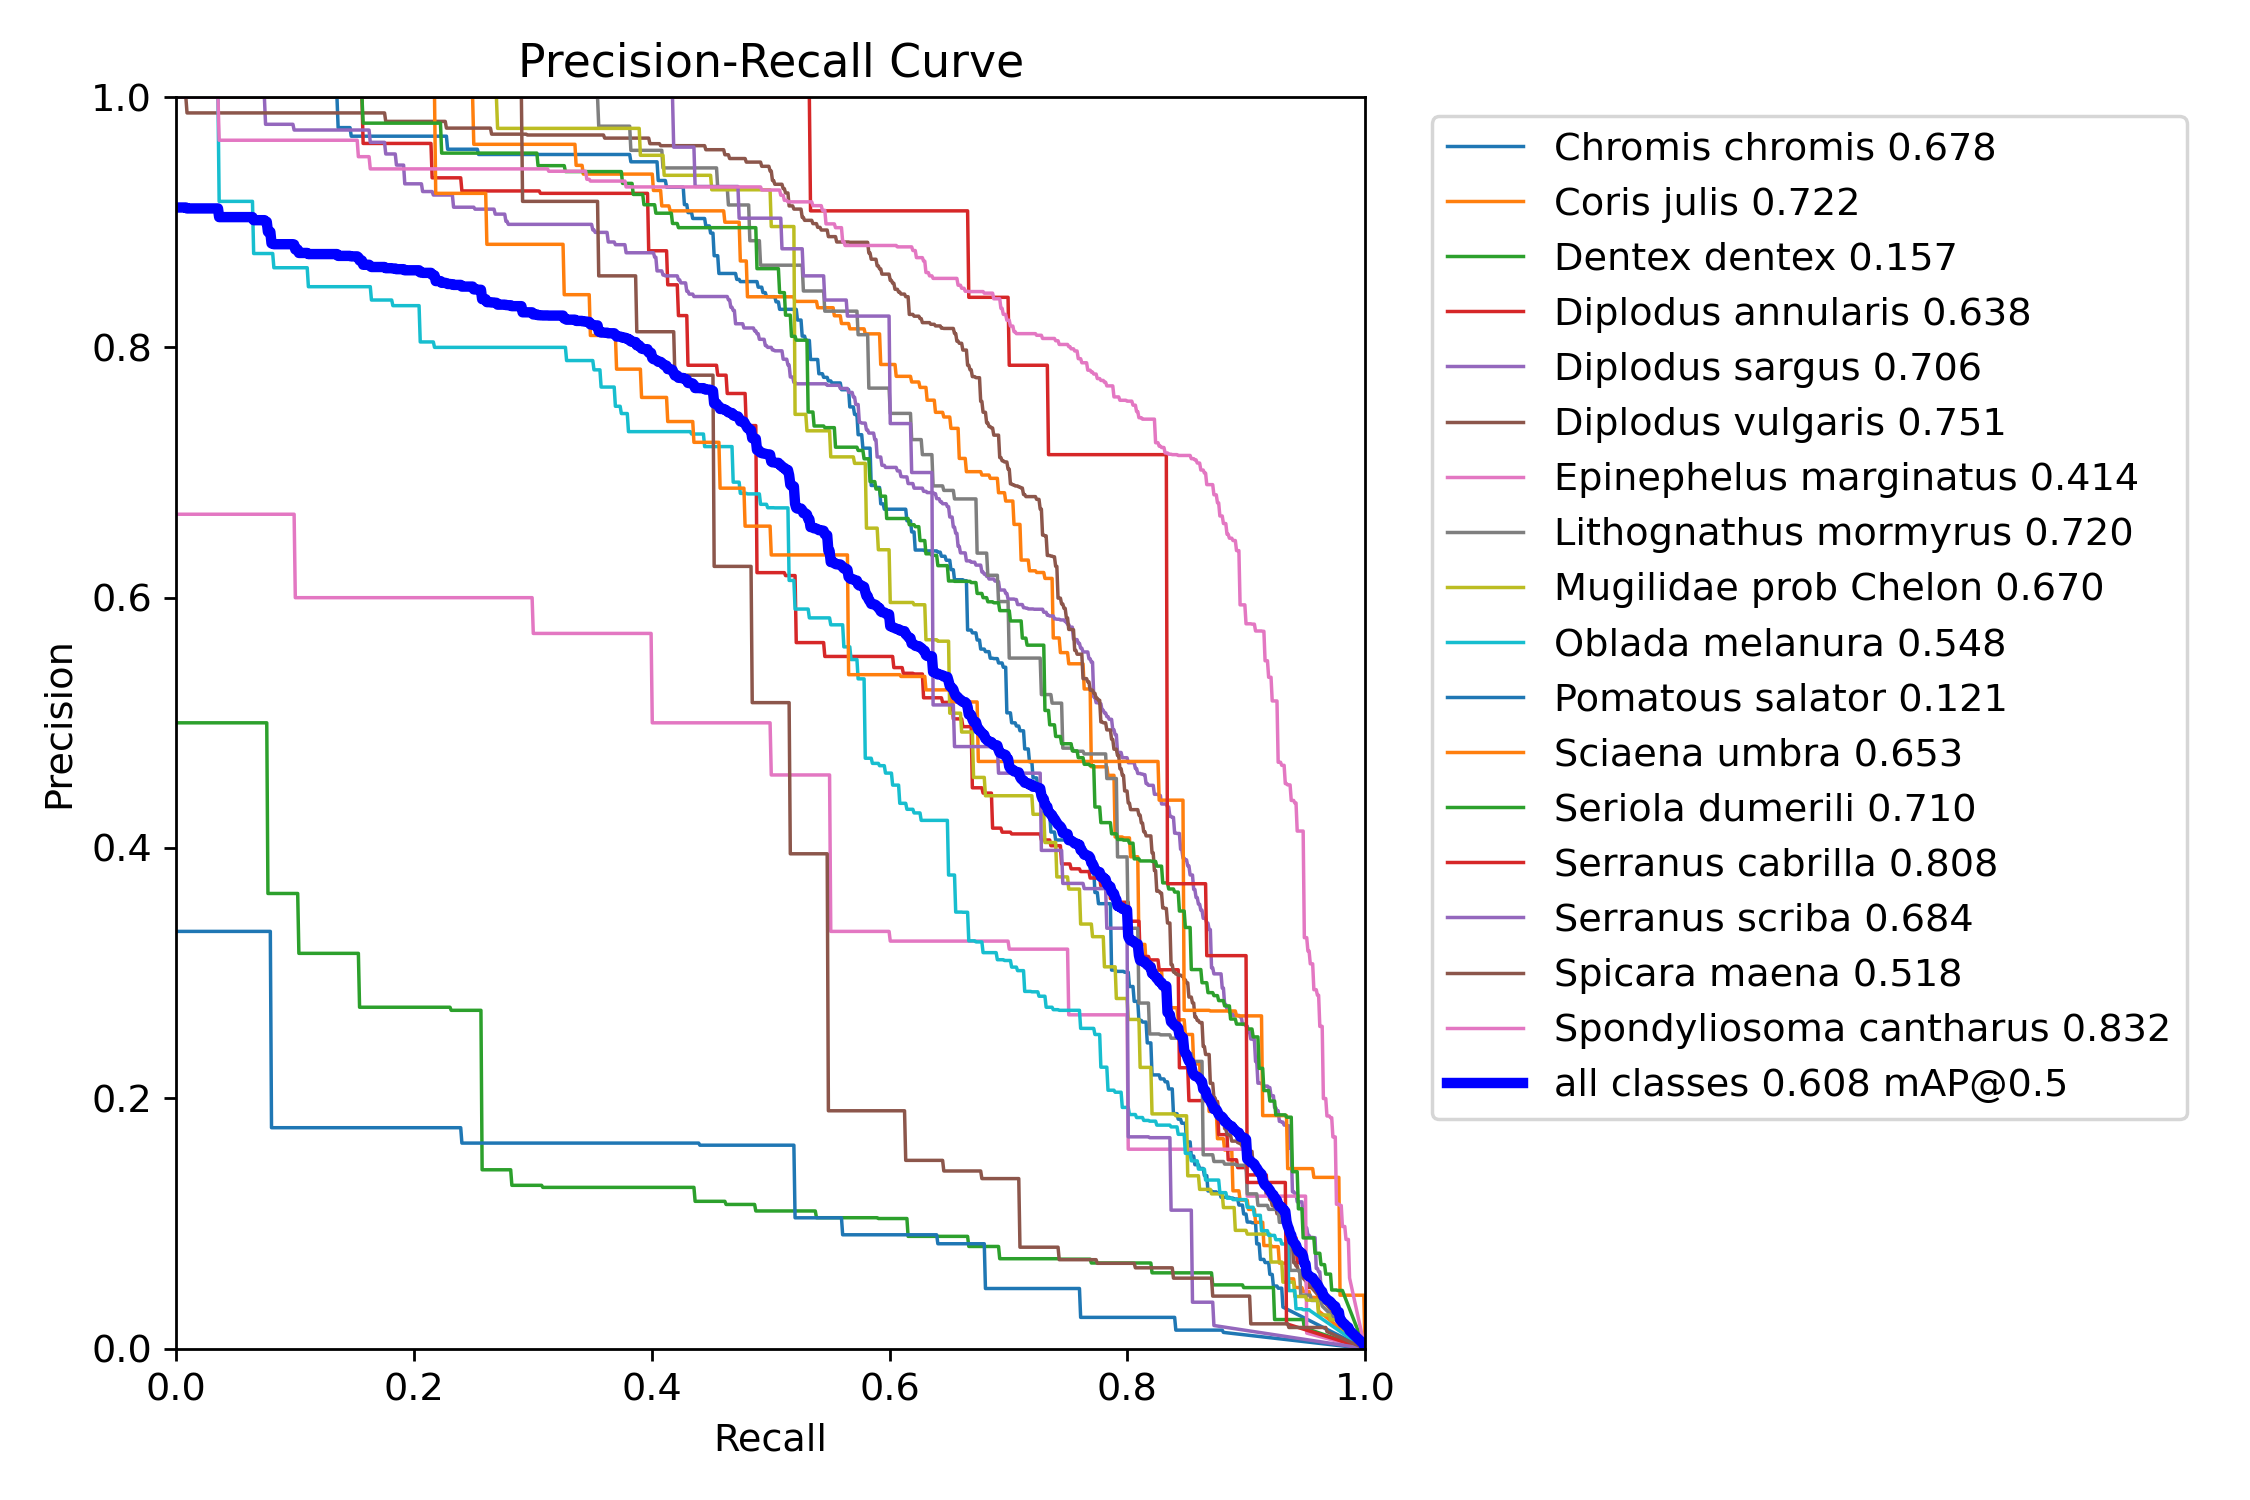 Precision-Recall Curve
1.0
0.8
0.6
0.4
0.2
0.0
Precision
0.0 0.2 0.4 0.6 0.8 1.0
Recall
Chromis chromis 0.678
Coris julis 0.722
Dentex dentex 0.157
Diplodus annularis 0.638
Diplodus sargus 0.706
Diplodus vulgaris 0.751
Epinephelus marginatus 0.414
Lithognathus mormyrus 0.720
Mugilidae prob Chelon 0.670
Oblada melanura 0.548
Pomatous salator 0.121
Sciaena umbra 0.653
Seriola dumerili 0.710
Serranus cabrilla 0.808
Serranus scriba 0.684
Spicara maena 0.518
Spondyliosoma cantharus 0.832
all classes 0.608 mAP@0.5